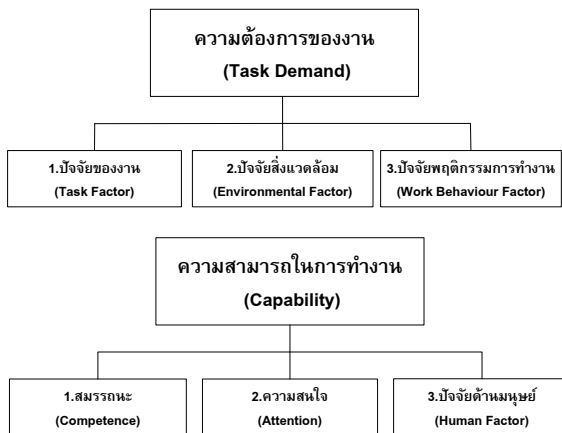 ความต้องการของงาน
(Task Demand)
1.ปัจจัยของงาน
(Task Factor)
2.ปัจจัยสิ่งแวดล้อม
(Environmental Factor)
3.ปัจจัยพฤติกรรมการทำงาน
(Work Behaviour Factor)
ความสามารถในการทำงาน
(Capability)
1.สมรรถนะ
(Competence)
2.ความสนใจ
(Attention)
3.ปัจจัยด้านมนุษย์
(Human Factor)